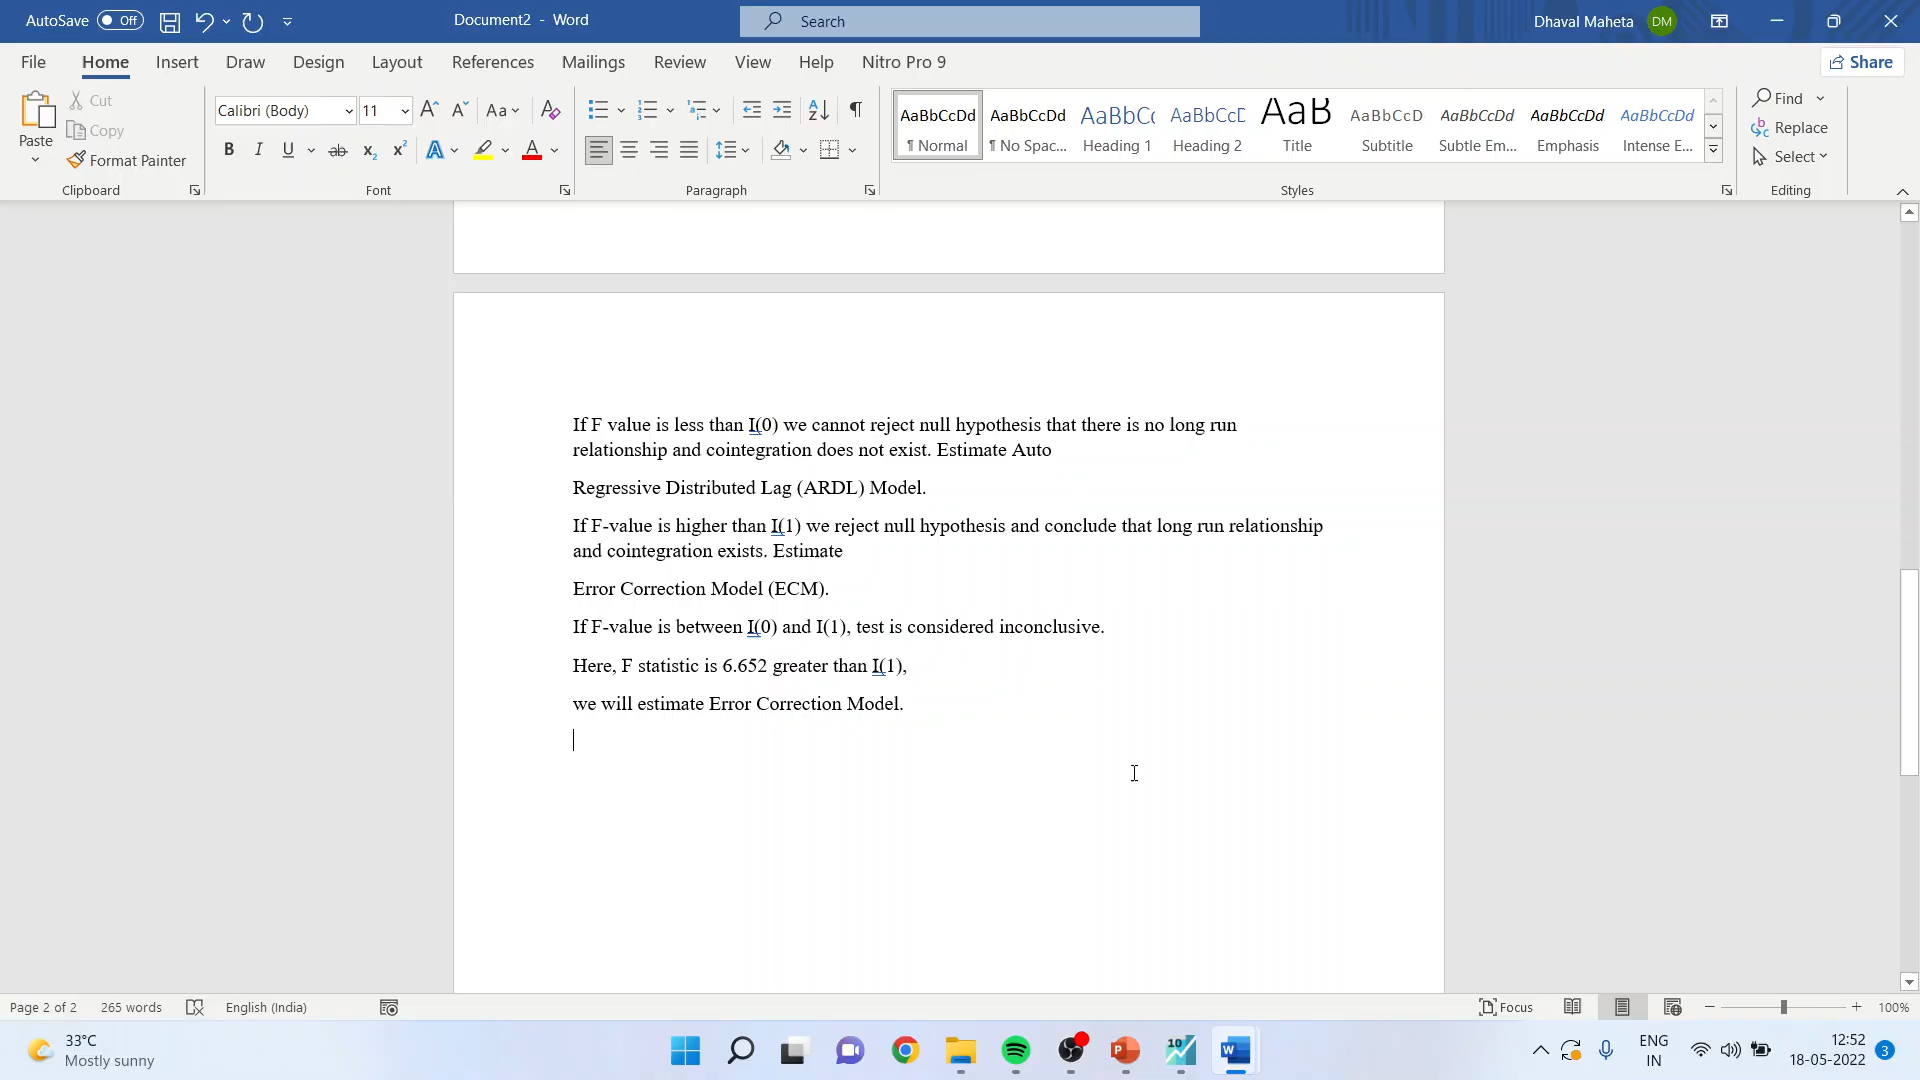 AutoSave Off Document2 - Word Search Dhaval Maheta DM
File Home Insert Draw Design Layout References Mailings Review View Help Nitro Pro 9 Share
Paste Cut Copy Format Painter
Calibri (Body) 11 Aa
AaBbCcDd AaBbCcDd AaBbCc AaBbCcD AaB AaBbCcD AaBbCcDd AaBbCcDd AaBbCcDd
¶ Normal ¶ No Spac... Heading 1 Heading 2 Title Subtitle Subtle Em... Emphasis Intense E...
Find
Replace
Select
Clipboard Font Paragraph Styles Editing
If F value is less than I(0) we cannot reject null hypothesis that there is no long run
relationship and cointegration does not exist. Estimate Auto
Regressive Distributed Lag (ARDL) Model.
If F-value is higher than I(1) we reject null hypothesis and conclude that long run relationship
and cointegration exists. Estimate
Error Correction Model (ECM).
If F-value is between I(0) and I(1), test is considered inconclusive.
Here, F statistic is 6.652 greater than I(1),
we will estimate Error Correction Model.
Page 2 of 2 265 words English (India) Focus 100%
33°C
Mostly sunny
10
ENG
IN
12:52
18-05-2022
3